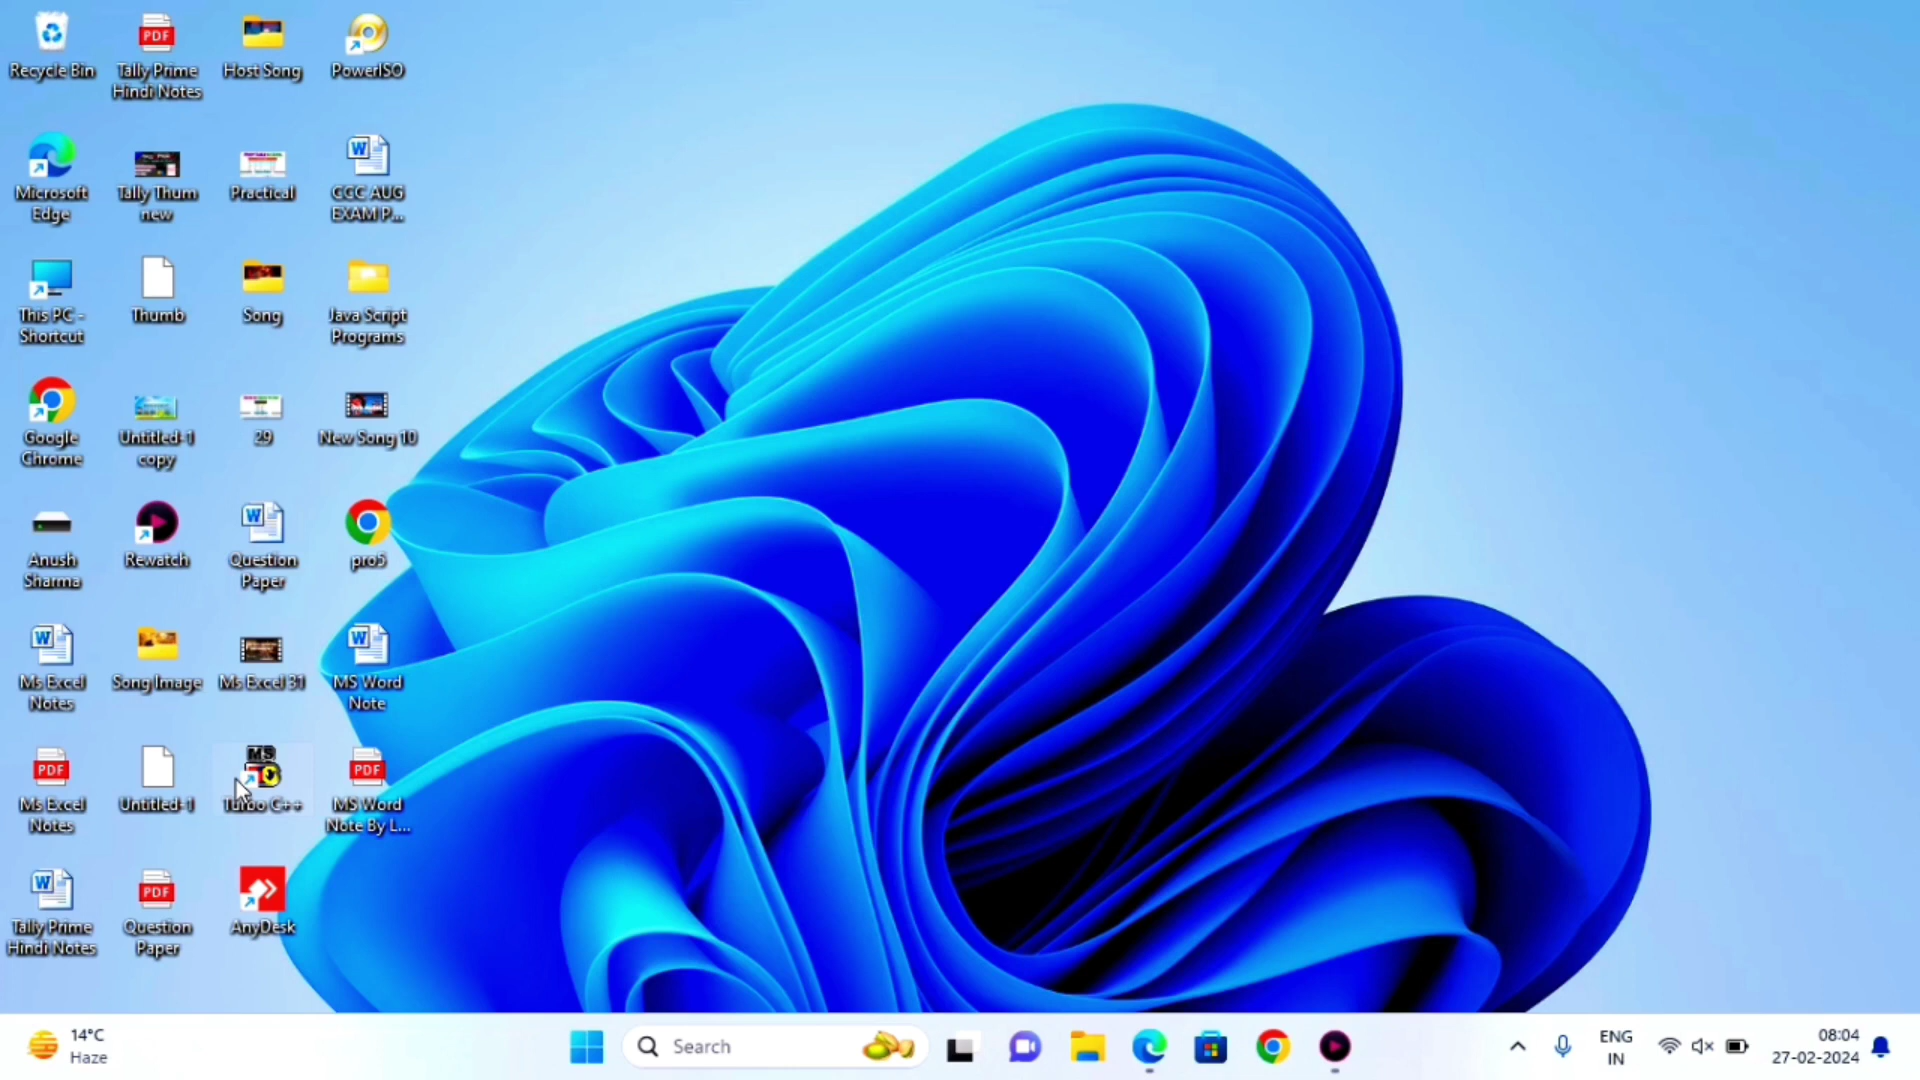 Recycle Bin
Tally Prime
Hindi Notes
Host Song
PowerISO
Microsoft
Edge
Tally Thum
new
Practical
CCC AUG
EXAM P...
This PC -
Shortcut
Thumb
Song
Java Script
Programs
Google
Chrome
Untitled-1
copy
29
New Song 10
Anush
Sharma
Rewatch
Question
Paper
pro5
Ms Excel
Notes
Song Image
Ms Excel 31
MS Word
Note
PDF
Ms Excel
Notes
Untitled-1
MS
Turbo C++
PDF
MS Word
Note By L...
Tally Prime
Hindi Notes
PDF
Question
Paper
AnyDesk
14°C
Haze
Search
ENG
IN
08:04
27-02-2024